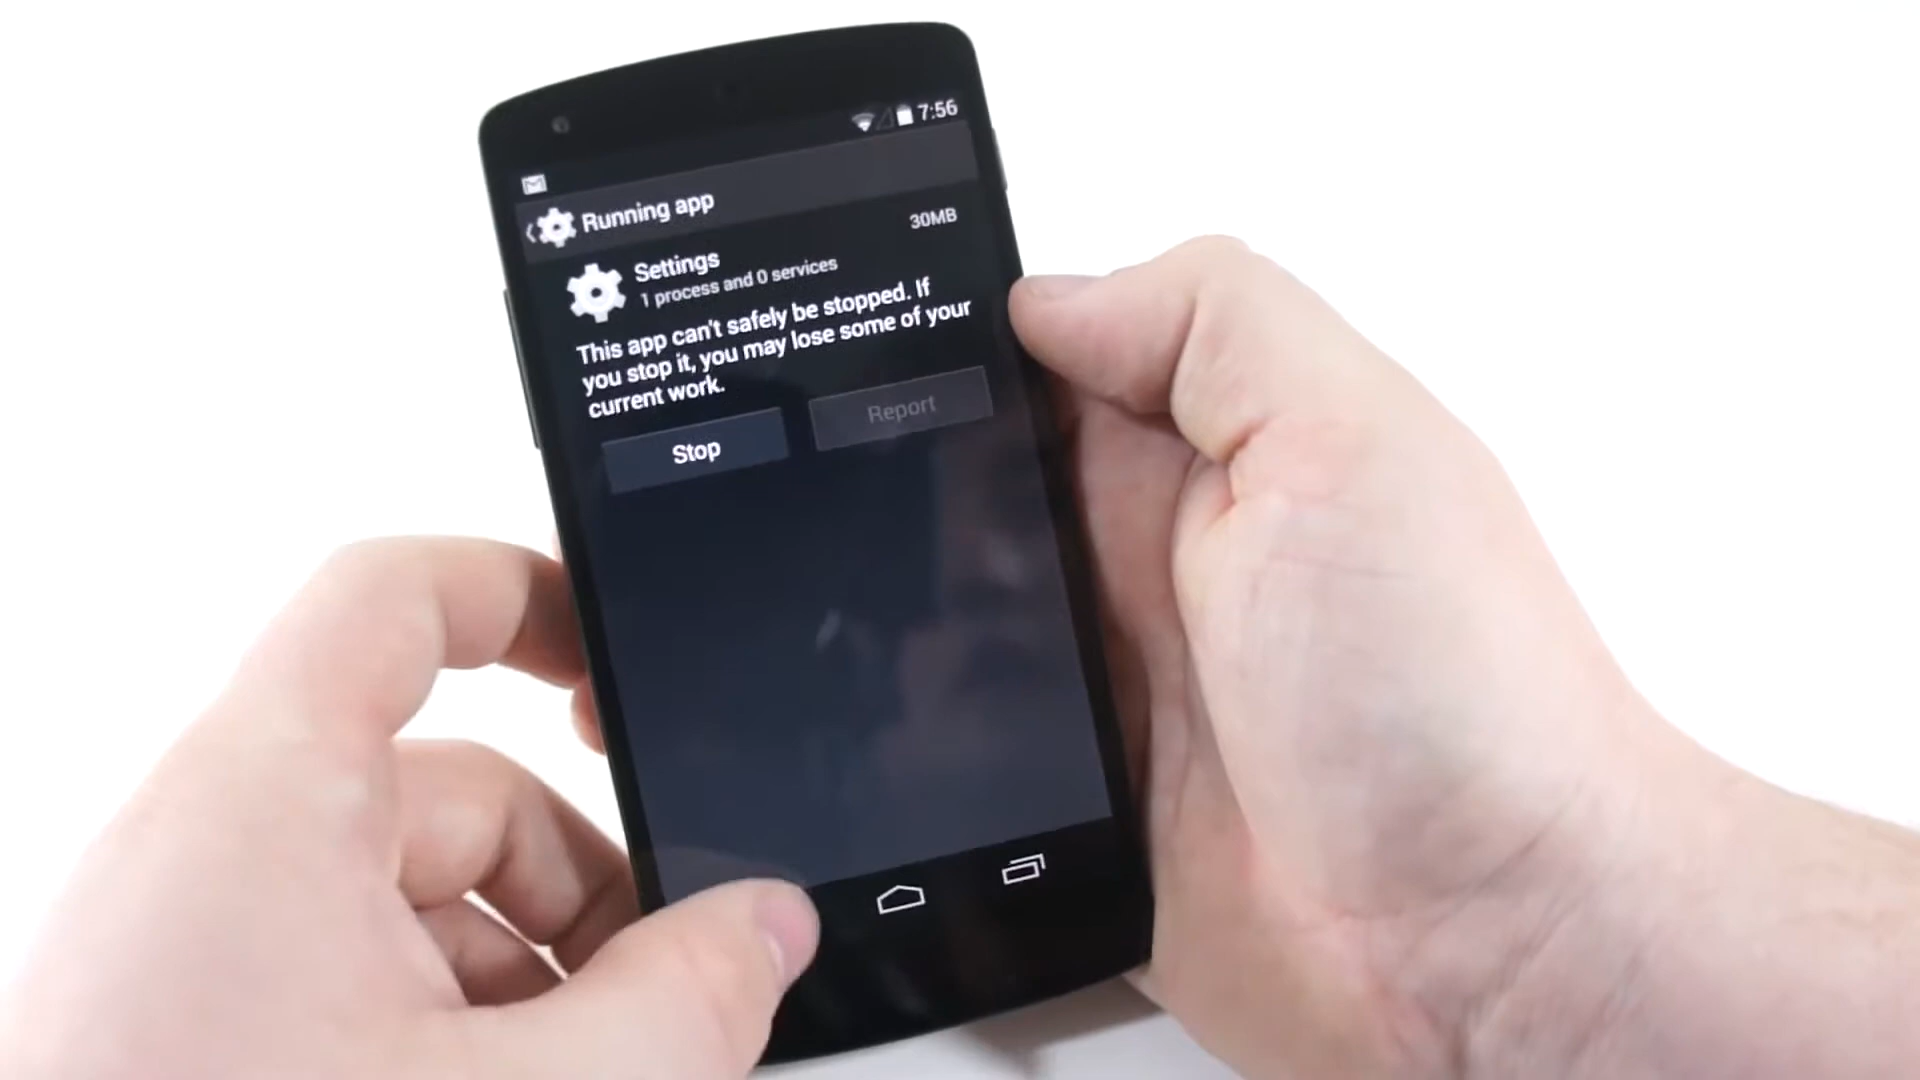 7:56
Running app
Settings
30MB
1 process and 0 services
This app can't safely be stopped. If
you stop it, you may lose some of your
current work.
Stop
Report